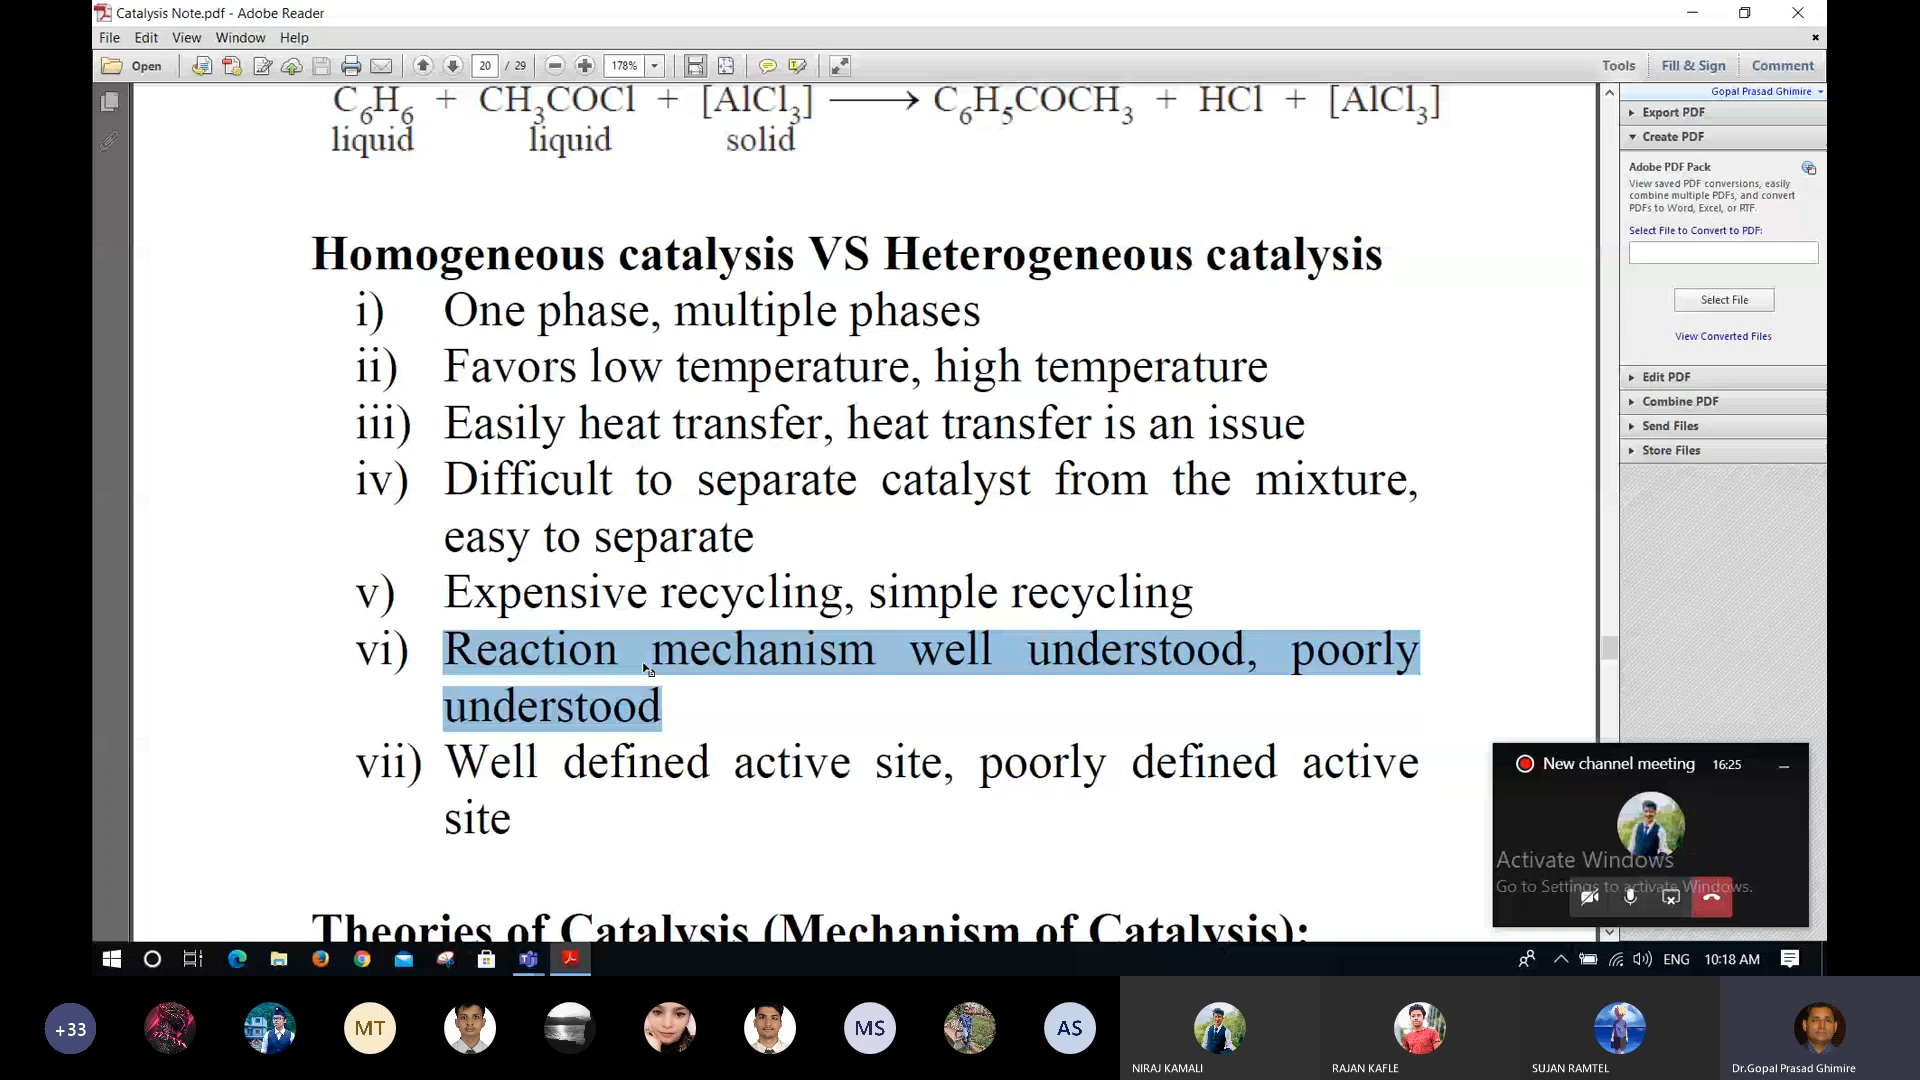 Catalysis Note.pdf - Adobe Reader
File Edit View Window Help
Open 20 / 29 178% Tools Fill & Sign Comment
C6H6 + CH3COCl + [AlCl3] ⟶ C6H5COCH3 + HCl + [AlCl3]
liquid liquid solid
Homogeneous catalysis VS Heterogeneous catalysis
i) One phase, multiple phases
ii) Favors low temperature, high temperature
iii) Easily heat transfer, heat transfer is an issue
iv) Difficult to separate catalyst from the mixture,
easy to separate
v) Expensive recycling, simple recycling
vi) Reaction mechanism well understood, poorly
understood
vii) Well defined active site, poorly defined active
site
Theories of Catalysis (Mechanism of Catalysis):
Gopal Prasad Ghimire
Export PDF
Create PDF
Adobe PDF Pack
View saved PDF conversions, easily
combine multiple PDFs, and convert
PDFs to Word, Excel, or RTF.
Select File to Convert to PDF:
Select File
View Converted Files
Edit PDF
Combine PDF
Send Files
Store Files
New channel meeting 16:25
Activate Windows
Go to Settings to activate Windows.
ENG 10:18 AM
+33 MT MS AS
NIRAJ KAMALI RAJAN KAFLE SUJAN RAMTEL Dr.Gopal Prasad Ghimire